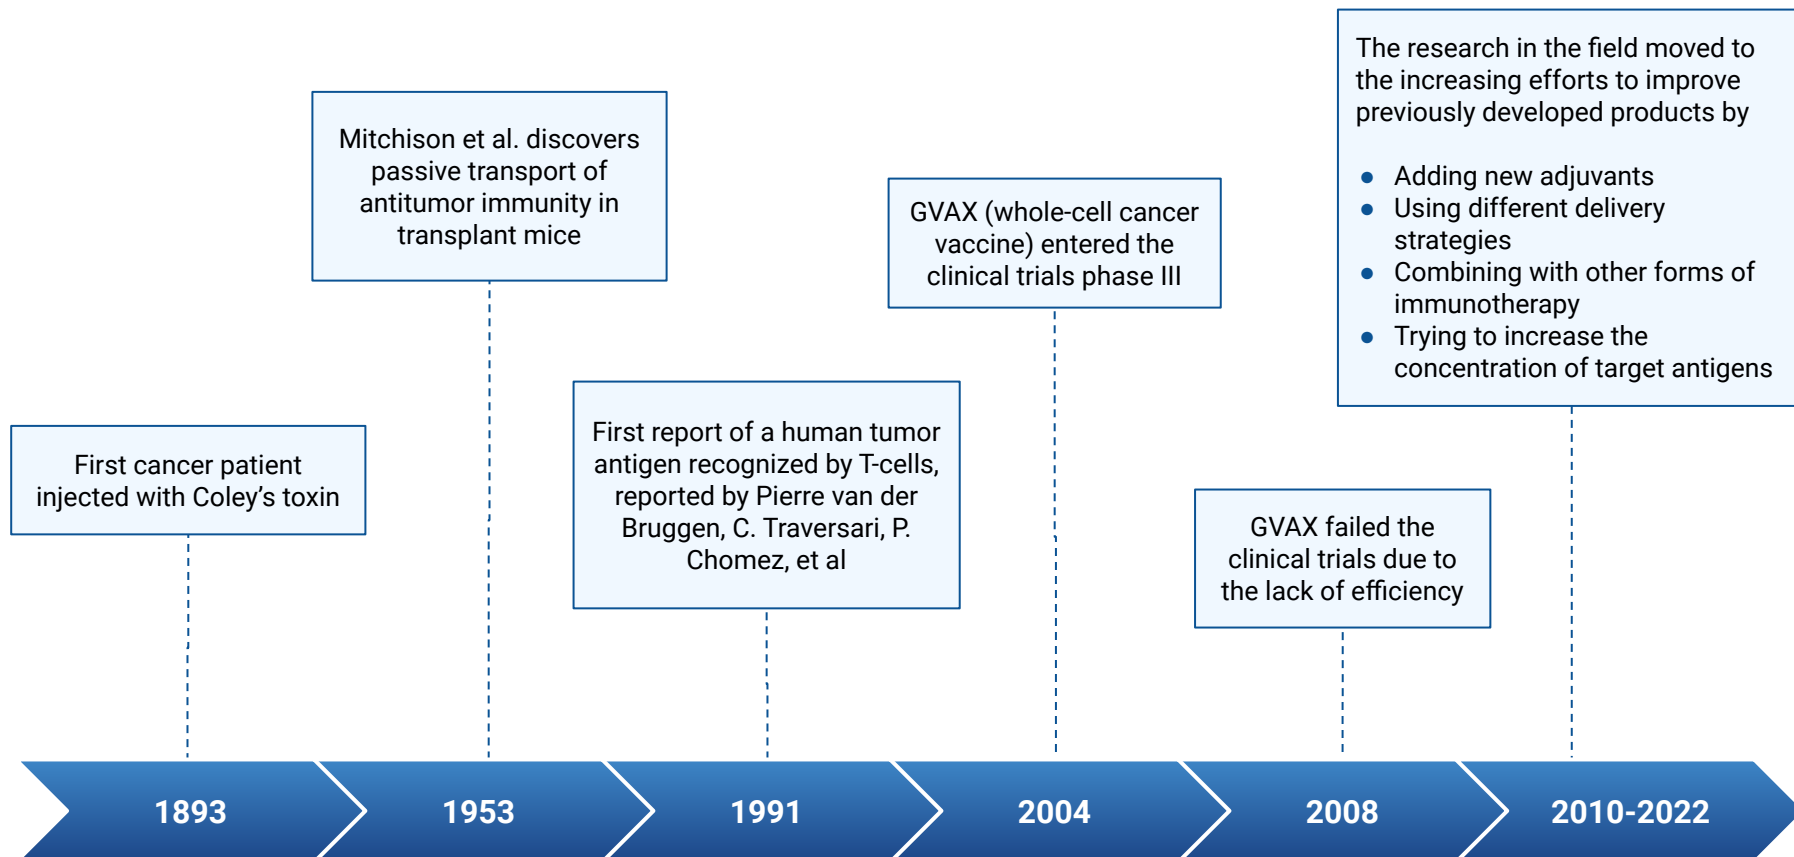 First cancer patient
injected with Coley’s toxin
Mitchison et al. discovers
passive transport of
antitumor immunity in
transplant mice
First report of a human tumor
antigen recognized by T-cells,
reported by Pierre van der
Bruggen, C. Traversari, P.
Chomez, et al
GVAX (whole-cell cancer
vaccine) entered the
clinical trials phase III
GVAX failed the
clinical trials due to
the lack of efficiency
The research in the field moved to
the increasing efforts to improve
previously developed products by
● Adding new adjuvants
● Using different delivery
strategies
● Combining with other forms of
immunotherapy
● Trying to increase the
concentration of target antigens
1893
1953
1991
2004
2008
2010-2022